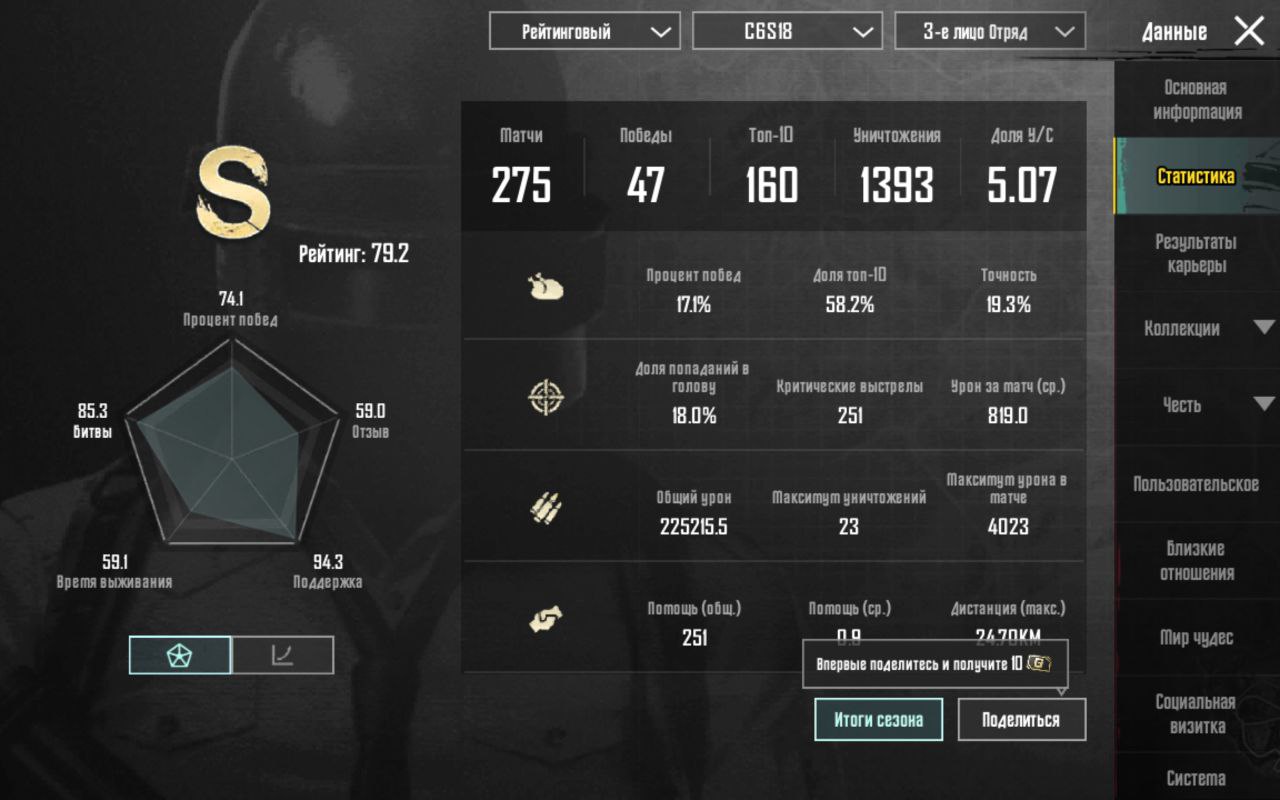 Рейтинговый
C6S18
3-е лицо Отряд
Данные
S
Рейтинг: 79.2
74.1
Процент побед
85.3
Битвы
59.0
Отзыв
59.1
Время выживания
94.3
Поддержка
Матчи
Победы
Топ-10
Уничтожения
Доля У/С
275
47
160
1393
5.07
Процент побед
Доля топ-10
Точность
17.1%
58.2%
19.3%
Доля попаданий в
голову
Критические выстрелы
Урон за матч (ср.)
18.0%
251
819.0
Общий урон
Максимум уничтожений
Максимум урона в
матче
225215.5
23
4023
Помощь (общ.)
Помощь (ср.)
Дистанция (макс.)
251
0.9
24.70KM
Впервые поделитесь и получите 10
Итоги сезона
Поделиться
Основная
информация
Статистика
Результаты
карьеры
Коллекции
Честь
Пользовательское
Близкие
отношения
Мир чудес
Социальная
визитка
Система